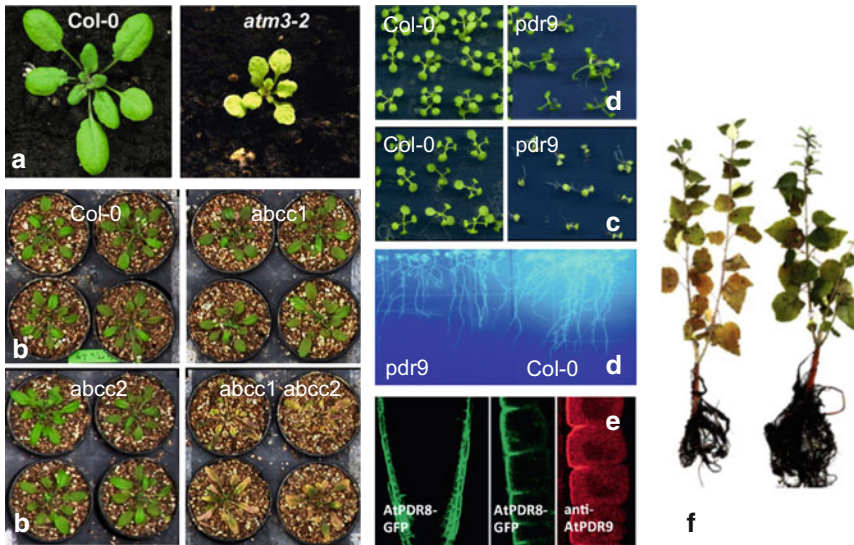 Col-0
atm3-2
a
Col-0
abcc1
b
abcc2
abcc1 abcc2
b
Col-0
pdr9
d
Col-0
pdr9
c
pdr9
Col-0
d
AtPDR8-
GFP
AtPDR8-
GFP
anti-
AtPDR9
e
f